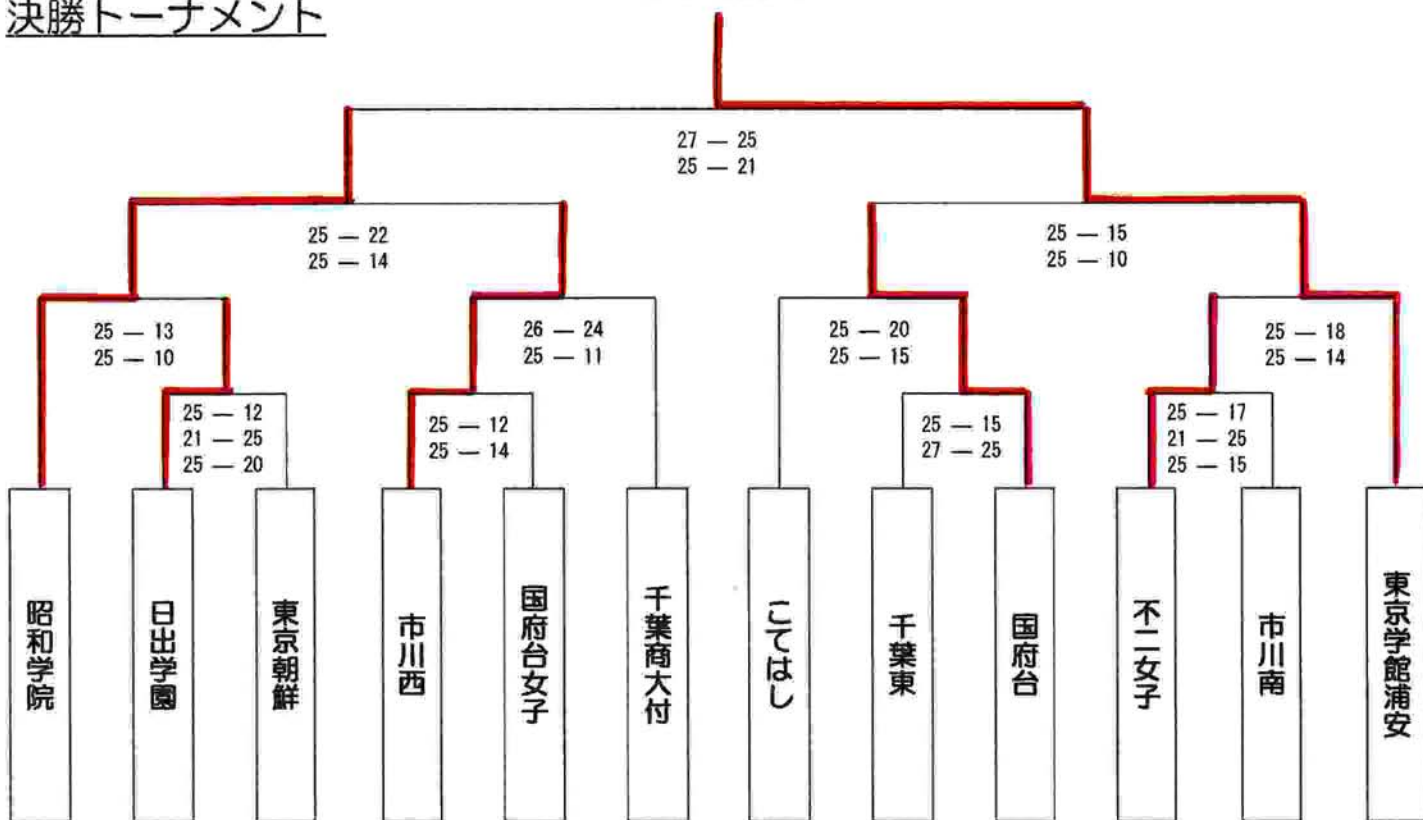 決勝トーナメント
27 — 25
25 — 21
25 — 22
25 — 14
25 — 15
25 — 10
25 — 13
25 — 10
26 — 24
25 — 11
25 — 20
25 — 15
25 — 18
25 — 14
25 — 12
21 — 25
25 — 20
25 — 12
25 — 14
25 — 15
27 — 25
25 — 17
21 — 25
25 — 15
昭和学院
日出学園
東京朝鮮
市川西
国府台女子
千葉商大付
こてはし
千葉東
国府台
不二女子
市川南
東京学館浦安